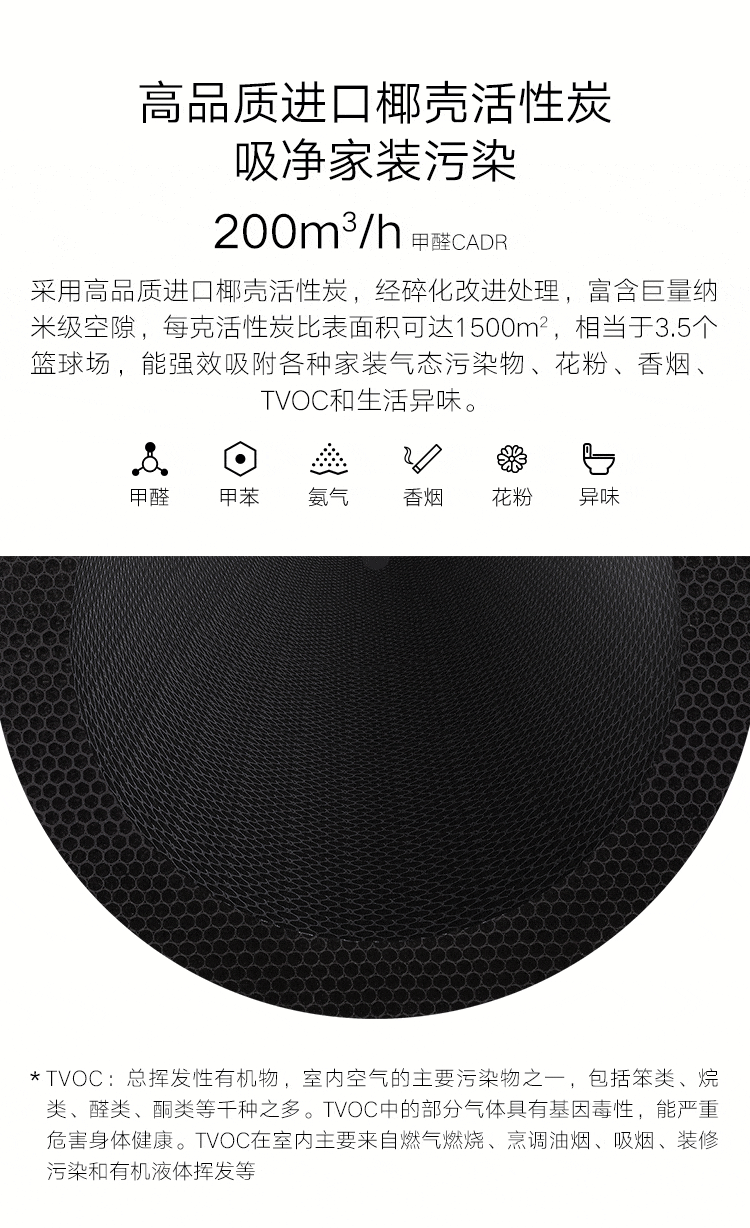 高品质进口椰壳活性炭
吸净家装污染
200m³/h 甲醛CADR
采用高品质进口椰壳活性炭，经碎化改进处理，富含巨量纳
米级空隙，每克活性炭比表面积可达1500m²，相当于3.5个
篮球场，能强效吸附各种家装气态污染物、花粉、香烟、
TVOC和生活异味。
甲醛 甲苯 氨气 香烟 花粉 异味
*TVOC：总挥发性有机物，室内空气的主要污染物之一，包括笨类、烷
类、醛类、酮类等千种之多。TVOC中的部分气体具有基因毒性，能严重
危害身体健康。TVOC在室内主要来自燃气燃烧、烹调油烟、吸烟、装修
污染和有机液体挥发等